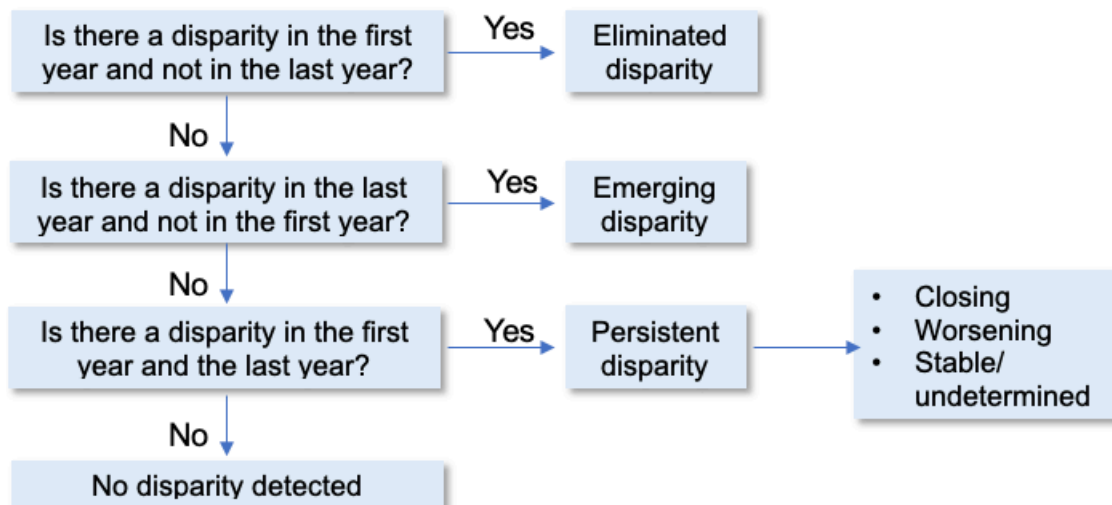 Is there a disparity in the first
year and not in the last year?
Yes
Eliminated
disparity
No
Is there a disparity in the last
year and not in the first year?
Yes
Emerging
disparity
No
Is there a disparity in the first
year and the last year?
Yes
Persistent
disparity
• Closing
• Worsening
• Stable/
undetermined
No
No disparity detected